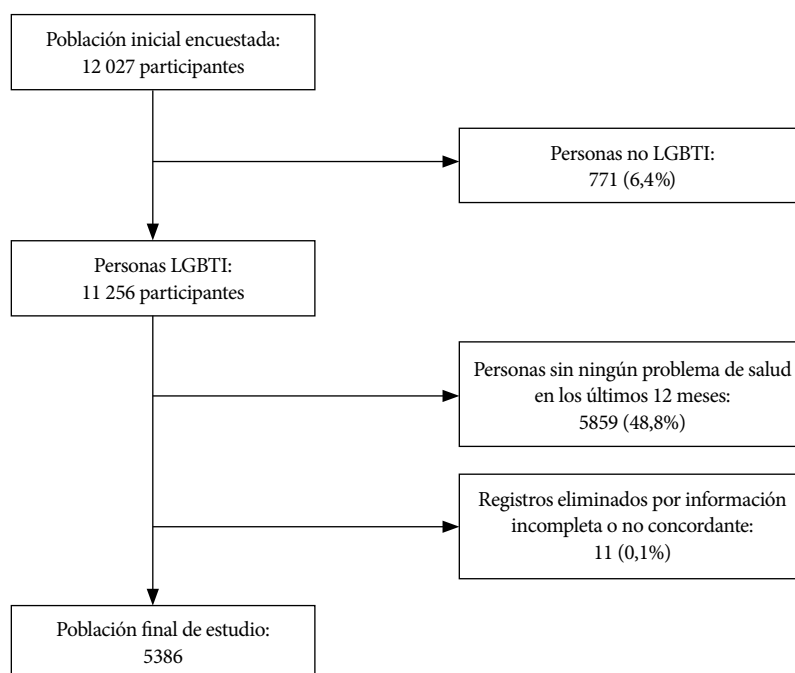 Población inicial encuestada:
12 027 participantes
Personas no LGBTI:
771 (6,4%)
Personas LGBTI:
11 256 participantes
Personas sin ningún problema de salud
en los últimos 12 meses:
5859 (48,8%)
Registros eliminados por información
incompleta o no concordante:
11 (0,1%)
Población final de estudio:
5386